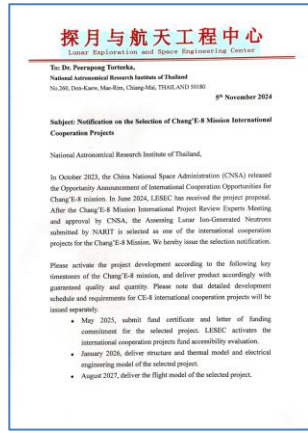 探月与航天工程中心
Lunar Exploration and Space Engineering Center
To: Dr. Peerapong Torteeka,
National Astronomical Research Institute of Thailand
No.260, Don-Kaew, Mae-Rim, Chiang-Mai, THAILAND 50180
5th November 2024
Subject: Notification on the Selection of Chang'E-8 Mission International
Cooperation Projects
National Astronomical Research Institute of Thailand,
In October 2023, the China National Space Administration (CNSA) released
the Opportunity Announcement of International Cooperation Opportunities for
Chang'E-8 mission. In June 2024, LESEC has received the project proposal.
After the Chang'E-8 Mission International Project Review Experts Meeting
and approval by CNSA, the Assessing Lunar Ion-Generated Neutrons
submitted by NARIT is selected as one of the international cooperation
projects for the Chang'E-8 Mission. We hereby issue the selection notification.
Please activate the project development according to the following key
timestones of the Chang'E-8 mission, and deliver product accordingly with
guaranteed quality and quantity. Please note that detailed development
schedule and requirements for CE-8 international cooperation projects will be
issued separately.
• May 2025, submit fund certificate and letter of funding
commitment for the selected project. LESEC activates the
international cooperation projects fund accessibility evaluation.
• January 2026, deliver structure and thermal model and electrical
engineering model of the selected project.
• August 2027, deliver the flight model of the selected project.